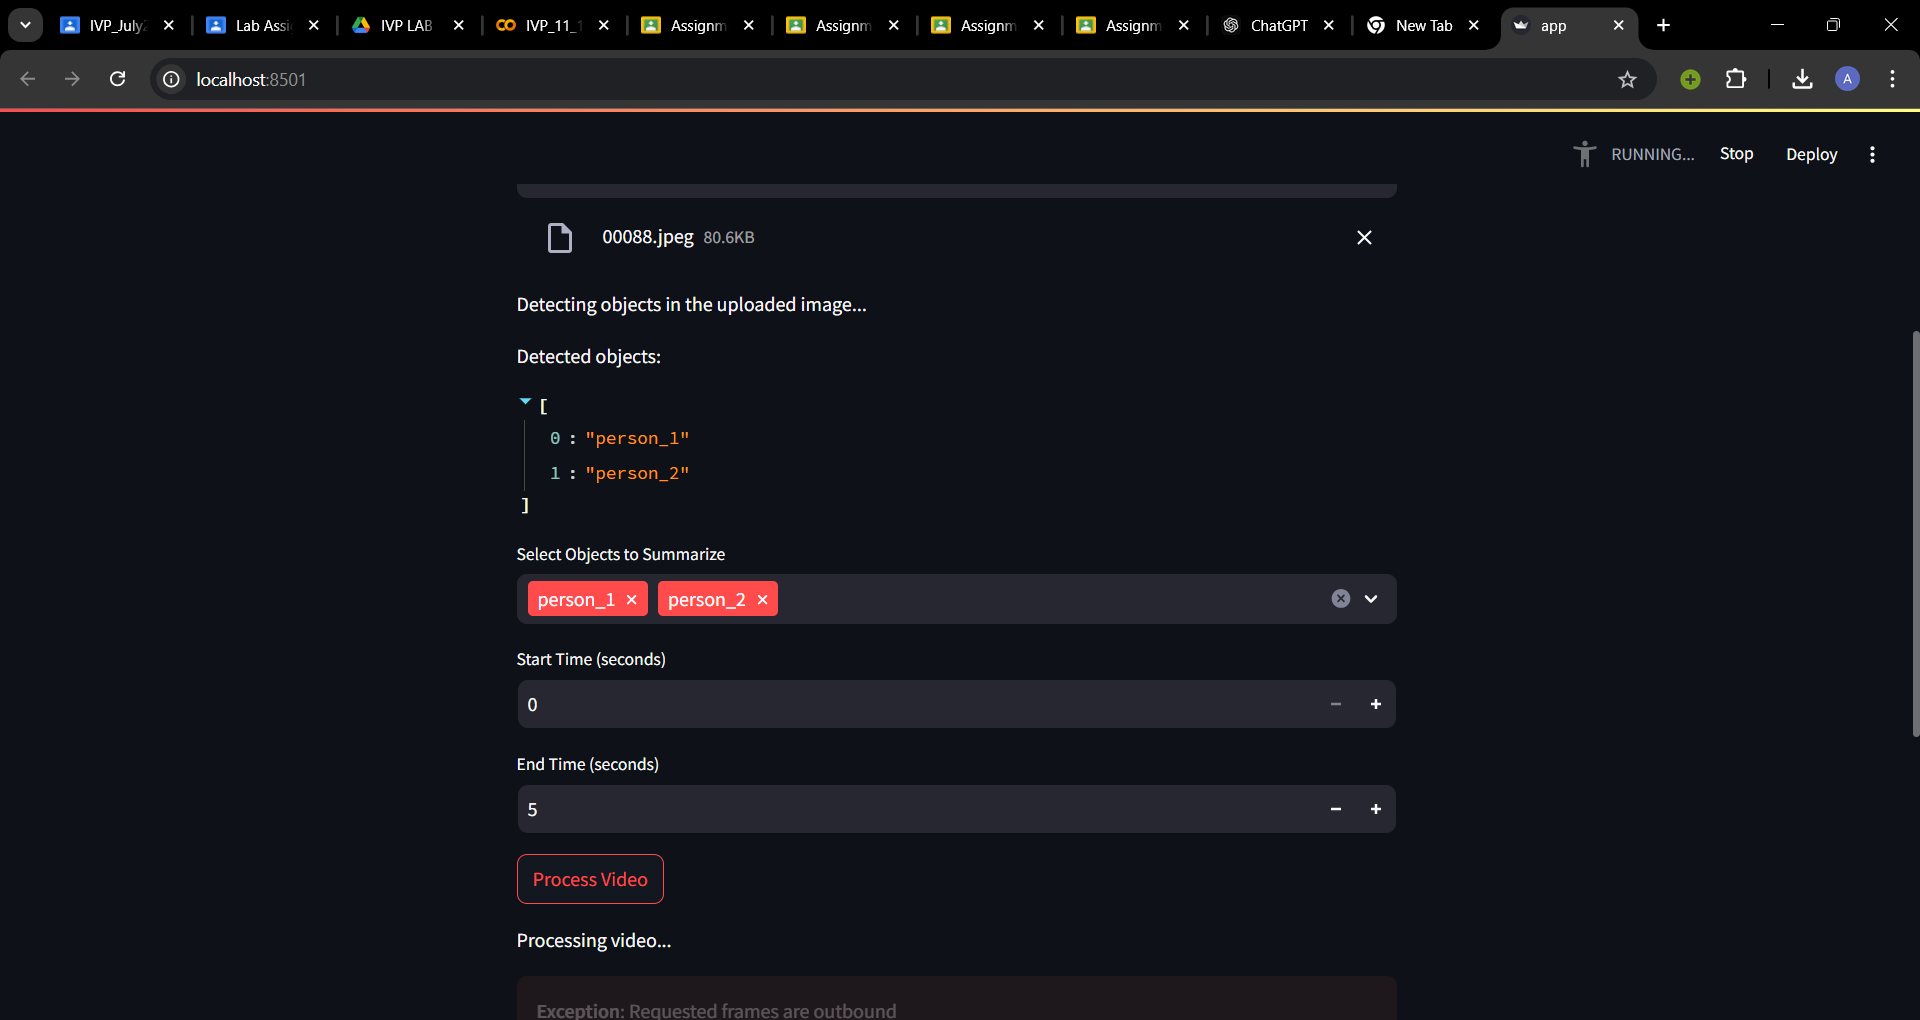 IVP_July
Lab Assi
IVP LAB
IVP_11_1
Assignm
Assignm
Assignm
Assignm
ChatGPT
New Tab
app
localhost:8501
A
RUNNING...
Stop
Deploy
00088.jpeg 80.6KB
Detecting objects in the uploaded image...
Detected objects:
[
0 : "person_1"
1 : "person_2"
]
Select Objects to Summarize
person_1
person_2
Start Time (seconds)
0
End Time (seconds)
5
Process Video
Processing video...
Exception: Requested frames are outbound